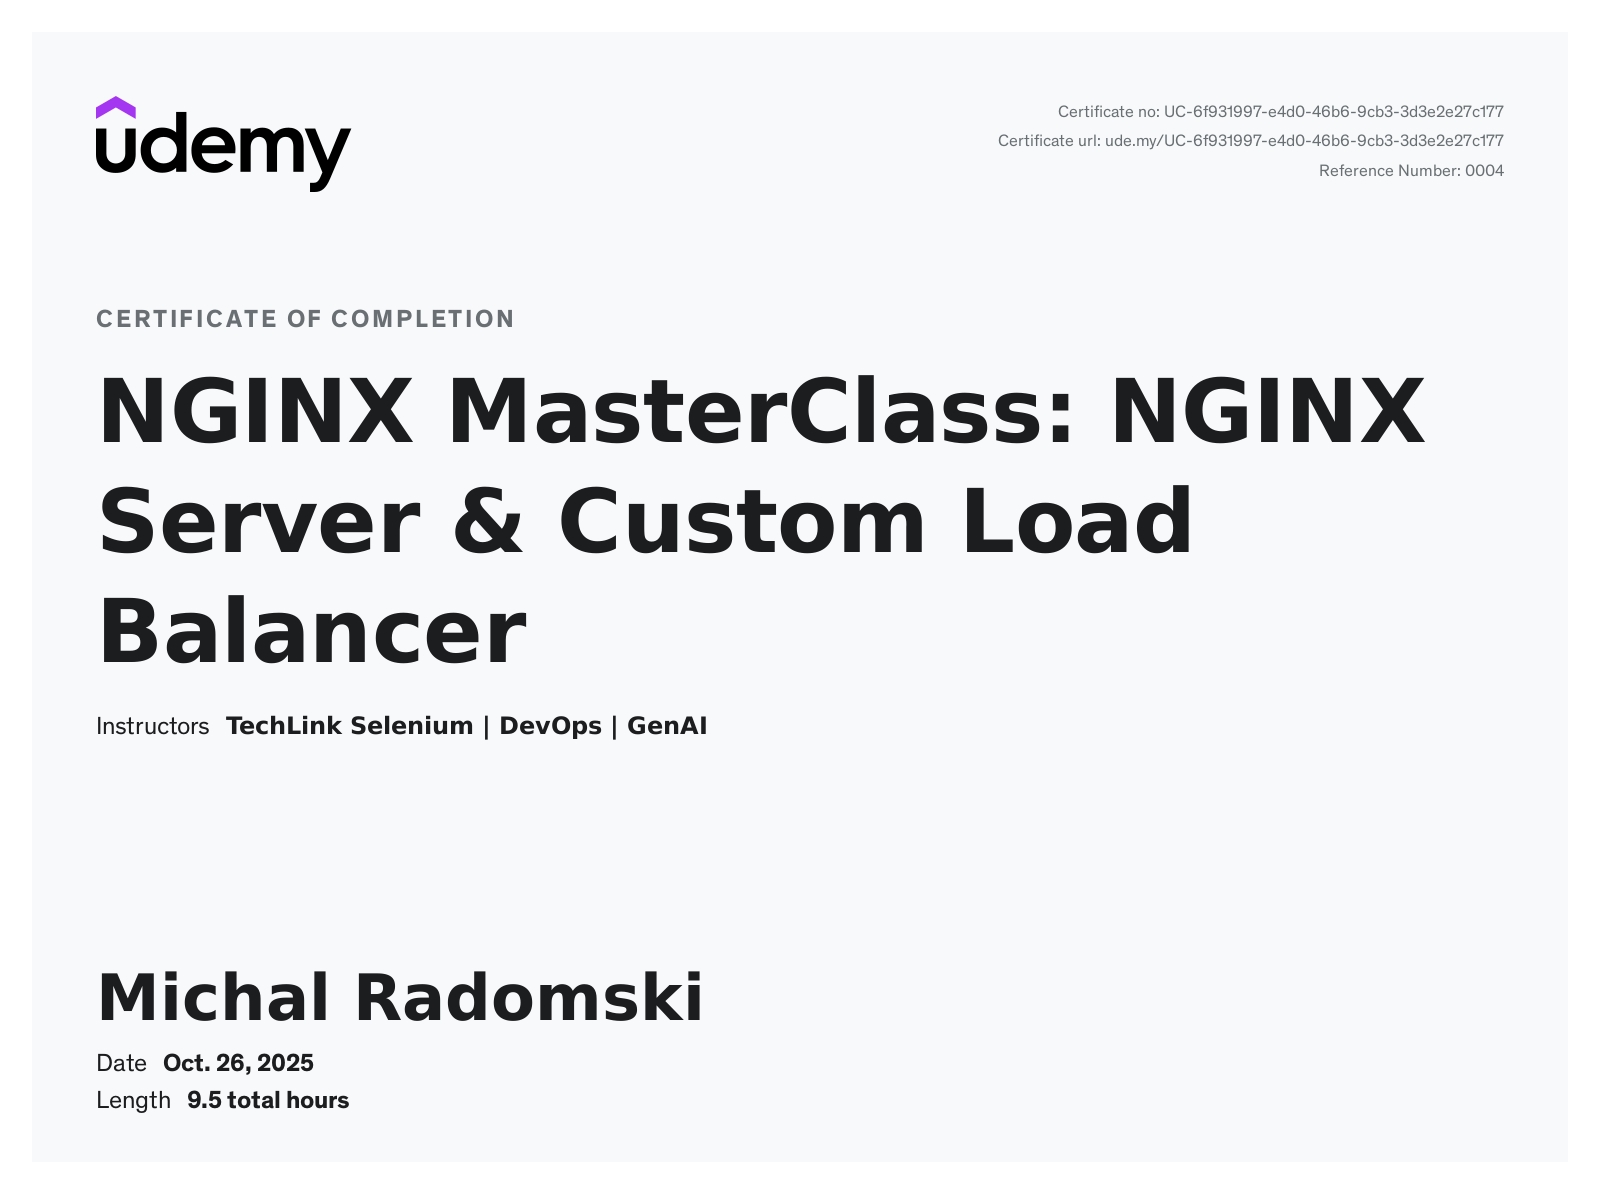 udemy
Certificate no: UC-6f931997-e4d0-46b6-9cb3-3d3e2e27c177
Certificate url: ude.my/UC-6f931997-e4d0-46b6-9cb3-3d3e2e27c177
Reference Number: 0004
CERTIFICATE OF COMPLETION
NGINX MasterClass: NGINX
Server & Custom Load
Balancer
Instructors TechLink Selenium | DevOps | GenAI
Michal Radomski
Date Oct. 26, 2025
Length 9.5 total hours